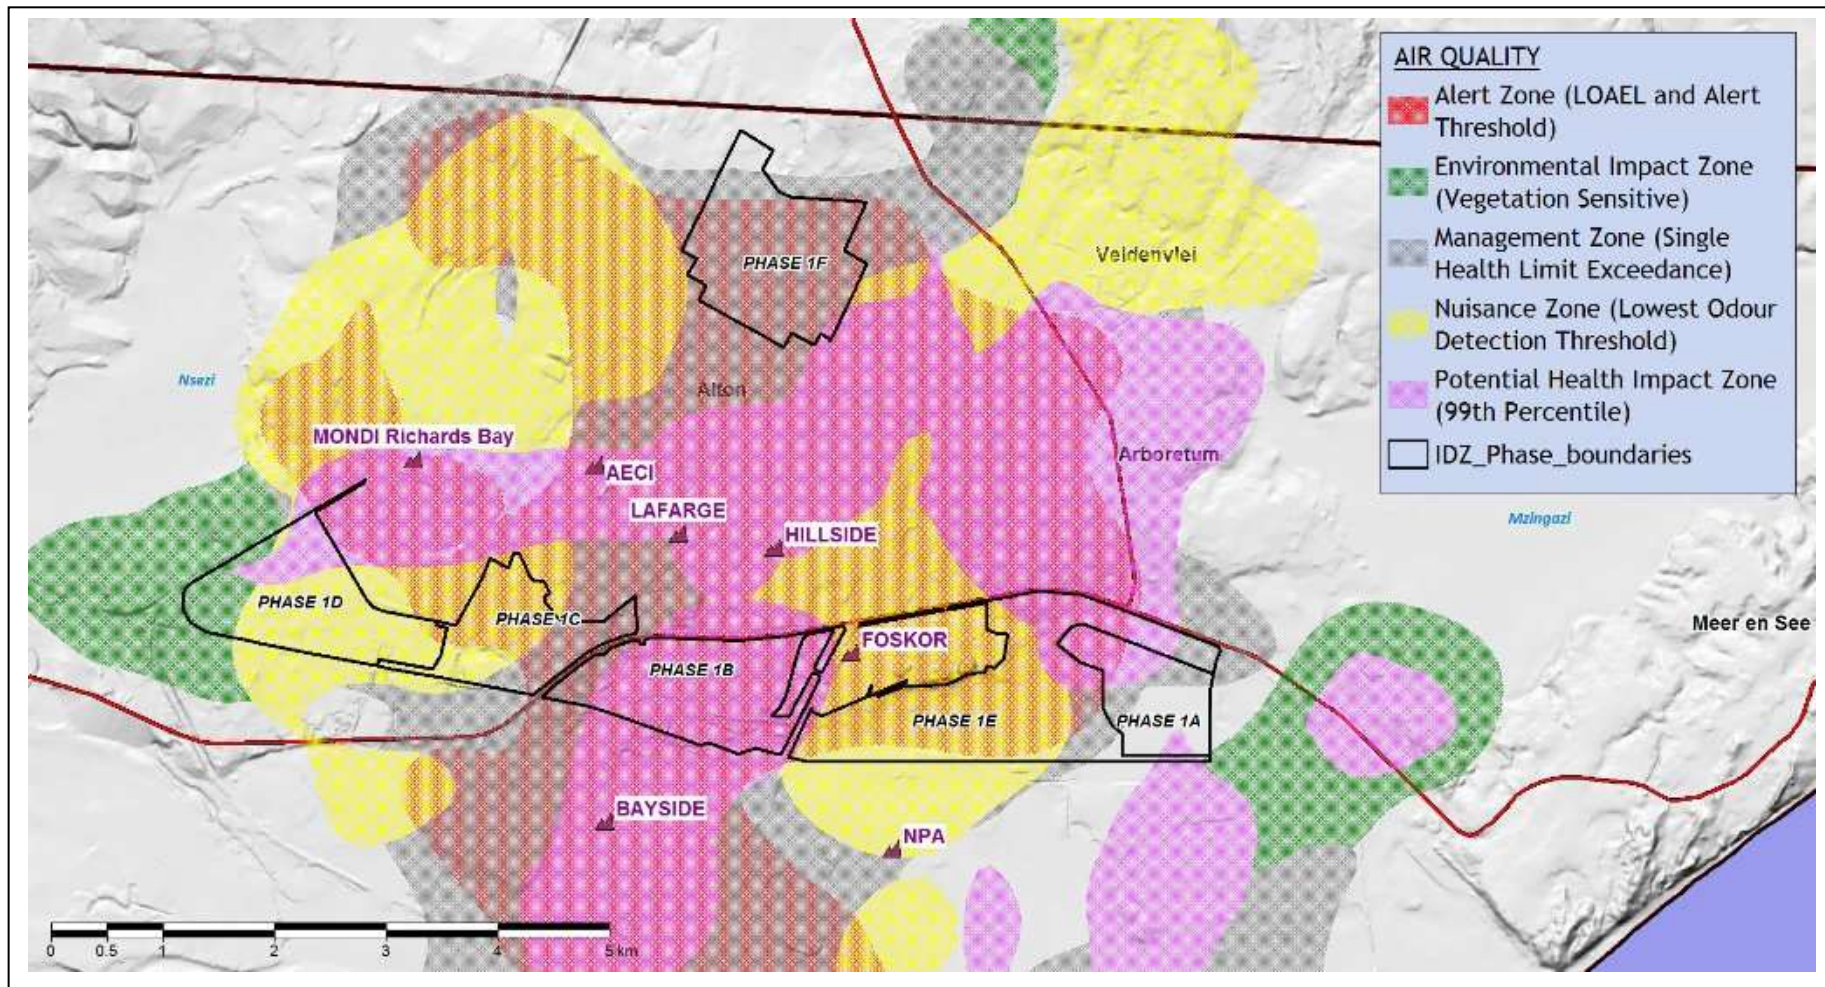 AIR QUALITY
Alert Zone (LOAEL and Alert
Threshold)
Environmental Impact Zone
(Vegetation Sensitive)
Management Zone (Single
Health Limit Exceedance)
Nuisance Zone (Lowest Odour
Detection Threshold)
Potential Health Impact Zone
(99th Percentile)
IDZ_Phase_boundaries
Veldenvlei
PHASE 1F
Nsezi
Alton
MONDI Richards Bay
AECI
Arboretum
LAFARGE
Mzingazi
HILLSIDE
PHASE 1D
PHASE 1C
Meer en See
FOSKOR
PHASE 1B
PHASE 1E
PHASE 1A
BAYSIDE
NPA
0 0.5 1 2 3 4 5 km